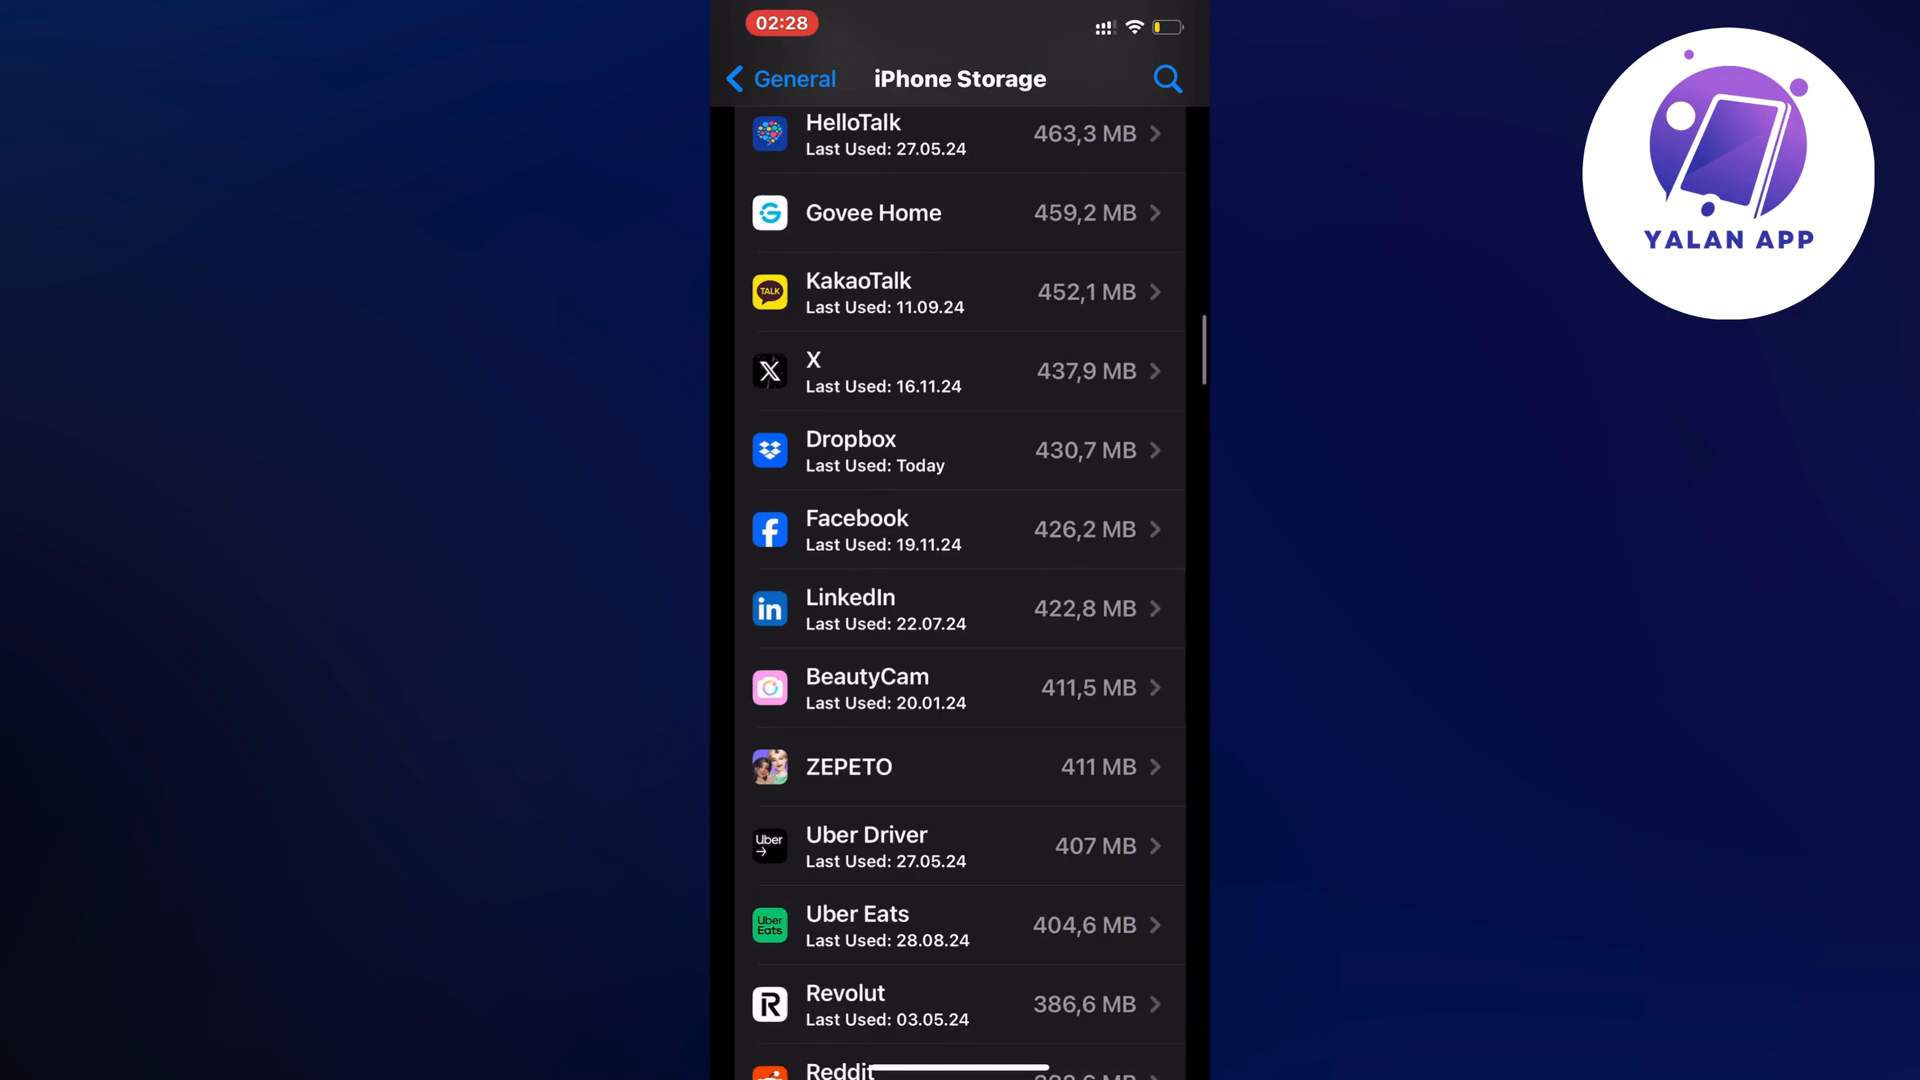 02:28
General
iPhone Storage
HelloTalk
Last Used: 27.05.24
463,3 MB
Govee Home
459,2 MB
KakaoTalk
Last Used: 11.09.24
452,1 MB
X
Last Used: 16.11.24
437,9 MB
Dropbox
Last Used: Today
430,7 MB
Facebook
Last Used: 19.11.24
426,2 MB
LinkedIn
Last Used: 22.07.24
422,8 MB
BeautyCam
Last Used: 20.01.24
411,5 MB
ZEPETO
411 MB
Uber Driver
Last Used: 27.05.24
407 MB
Uber Eats
Last Used: 28.08.24
404,6 MB
Revolut
Last Used: 03.05.24
386,6 MB
Reddit
TALK
in
Uber
Uber
Eats
YALAN APP